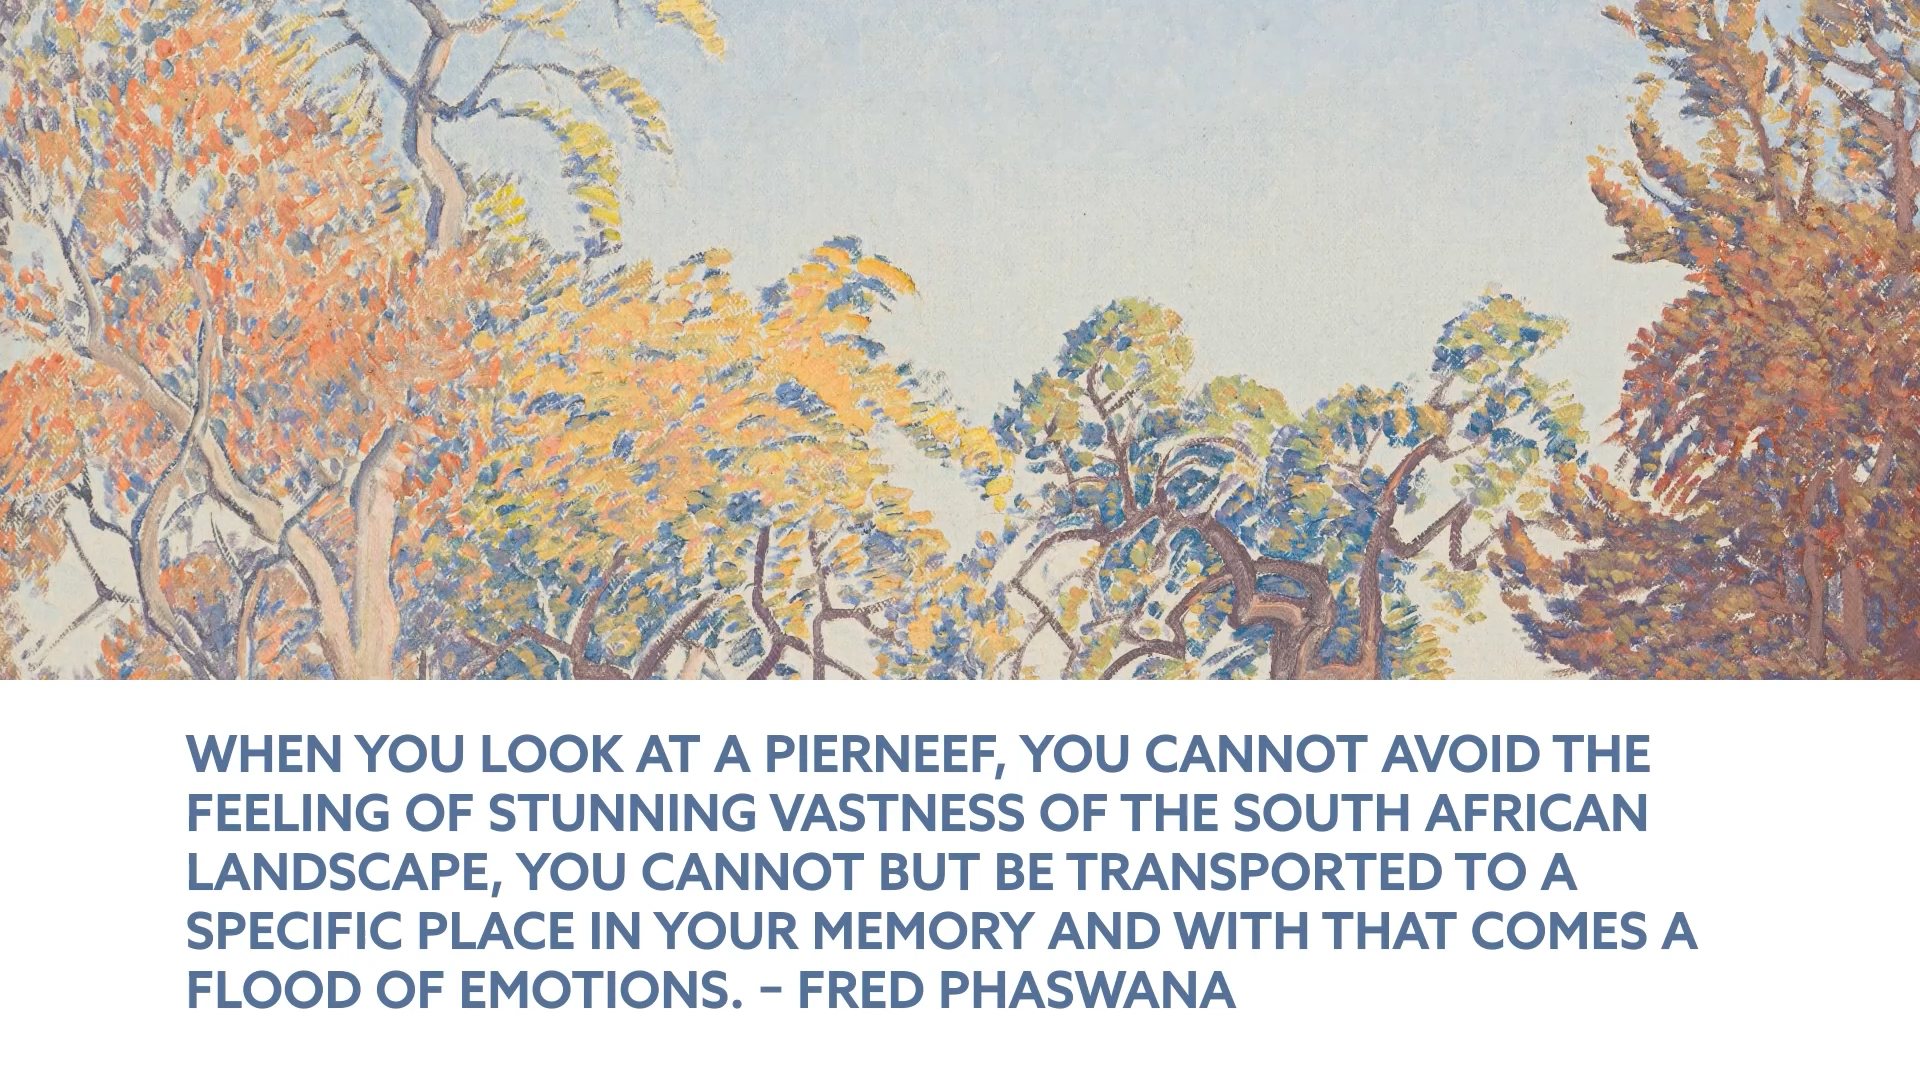 WHEN YOU LOOK AT A PIERNEEF, YOU CANNOT AVOID THE
FEELING OF STUNNING VASTNESS OF THE SOUTH AFRICAN
LANDSCAPE, YOU CANNOT BUT BE TRANSPORTED TO A
SPECIFIC PLACE IN YOUR MEMORY AND WITH THAT COMES A
FLOOD OF EMOTIONS. – FRED PHASWANA